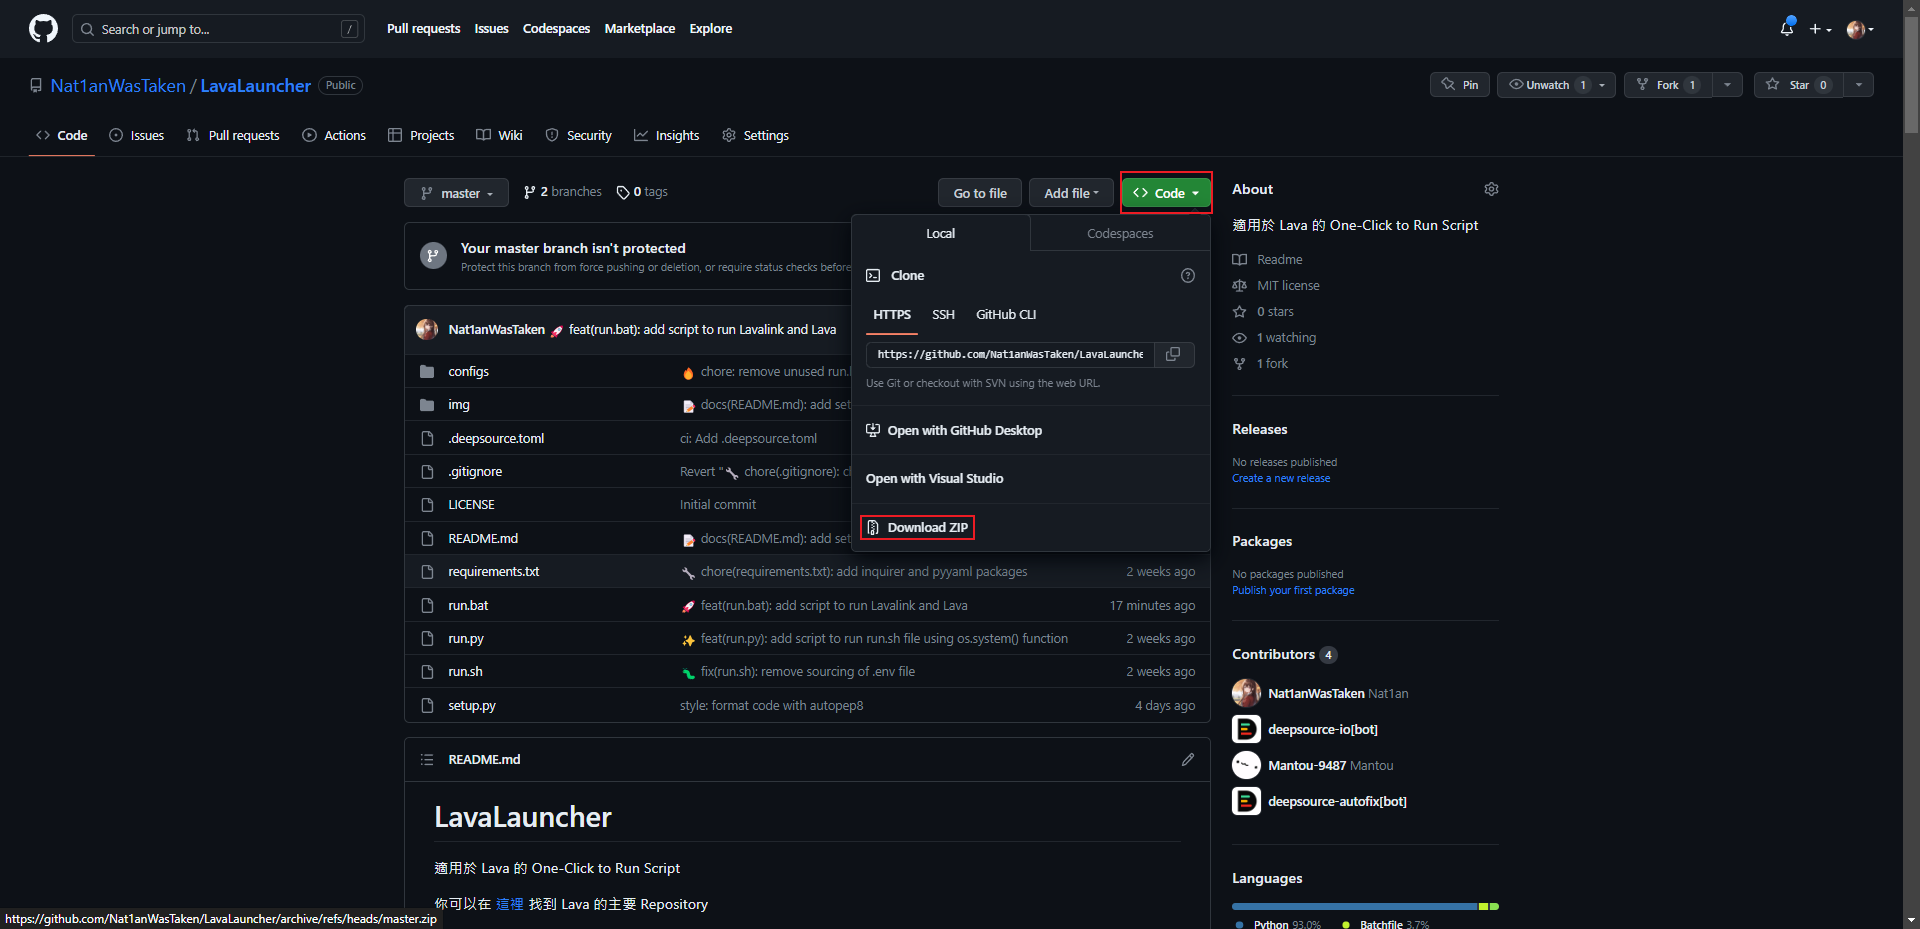 Search or jump to...
/
Pull requests
Issues
Codespaces
Marketplace
Explore
Nat1anWasTaken / LavaLauncher
Public
Pin
Unwatch 1
Fork 1
Star 0
Code
Issues
Pull requests
Actions
Projects
Wiki
Security
Insights
Settings
master
2 branches
0 tags
Go to file
Add file
Code
Your master branch isn't protected
Protect this branch from force pushing or deletion, or require status checks before
Nat1anWasTaken feat(run.bat): add script to run Lavalink and Lava
configs
chore: remove unused run.
img
docs(README.md): add set
.deepsource.toml
ci: Add .deepsource.toml
.gitignore
Revert " chore(.gitignore): c
LICENSE
Initial commit
README.md
docs(README.md): add set
requirements.txt
chore(requirements.txt): add inquirer and pyyaml packages
2 weeks ago
run.bat
feat(run.bat): add script to run Lavalink and Lava
17 minutes ago
run.py
feat(run.py): add script to run run.sh file using os.system() function
2 weeks ago
run.sh
fix(run.sh): remove sourcing of .env file
2 weeks ago
setup.py
style: format code with autopep8
4 days ago
Local
Codespaces
Clone
HTTPS
SSH
GitHub CLI
https://github.com/Nat1anWasTaken/LavaLaunche
Use Git or checkout with SVN using the web URL.
Open with GitHub Desktop
Open with Visual Studio
Download ZIP
README.md
LavaLauncher
適用於 Lava 的 One-Click to Run Script
你可以在 這裡 找到 Lava 的主要 Repository
About
適用於 Lava 的 One-Click to Run Script
Readme
MIT license
0 stars
1 watching
1 fork
Releases
No releases published
Create a new release
Packages
No packages published
Publish your first package
Contributors 4
Nat1anWasTaken Nat1an
deepsource-io[bot]
Mantou-9487 Mantou
deepsource-autofix[bot]
Languages
Python 93.0%
Batchfile 3.7%
https://github.com/Nat1anWasTaken/LavaLauncher/archive/refs/heads/master.zip